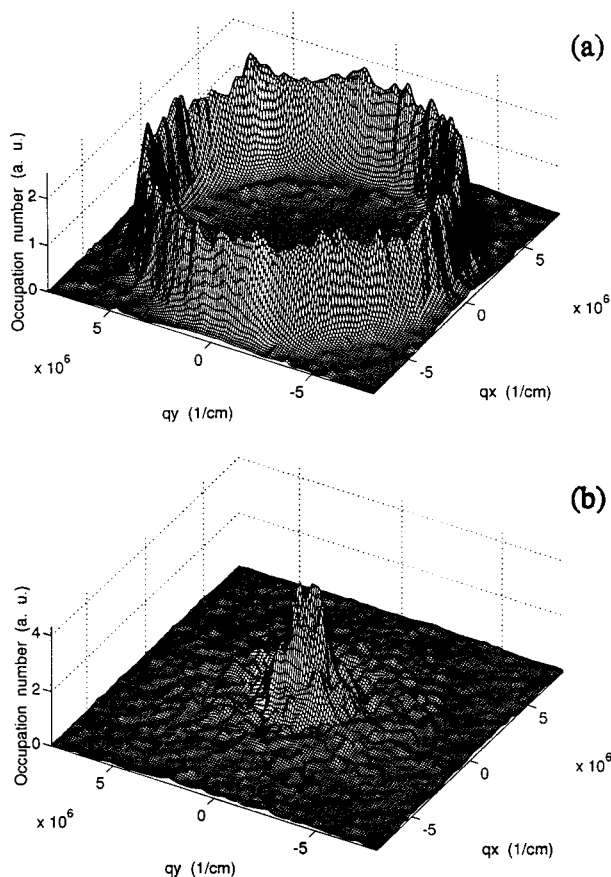 (a)
Occupation number (a. u.)
2
1
0
5
0
-5
x 10^6
qy (1/cm)
5
0
-5
x 10^6
qx (1/cm)
(b)
Occupation number (a. u.)
4
2
0
5
0
-5
x 10^6
qy (1/cm)
5
0
-5
x 10^6
qx (1/cm)